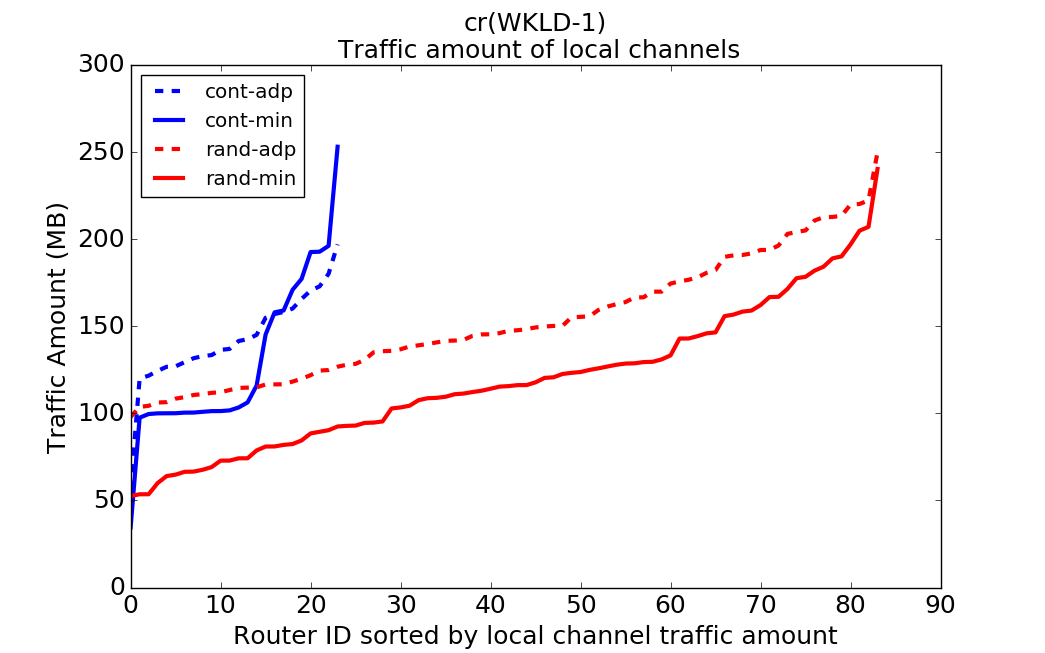 cr(WKLD-1)
Traffic amount of local channels
300
250
200
150
100
50
0
Traffic Amount (MB)
cont-adp
cont-min
rand-adp
rand-min
0 10 20 30 40 50 60 70 80 90
Router ID sorted by local channel traffic amount